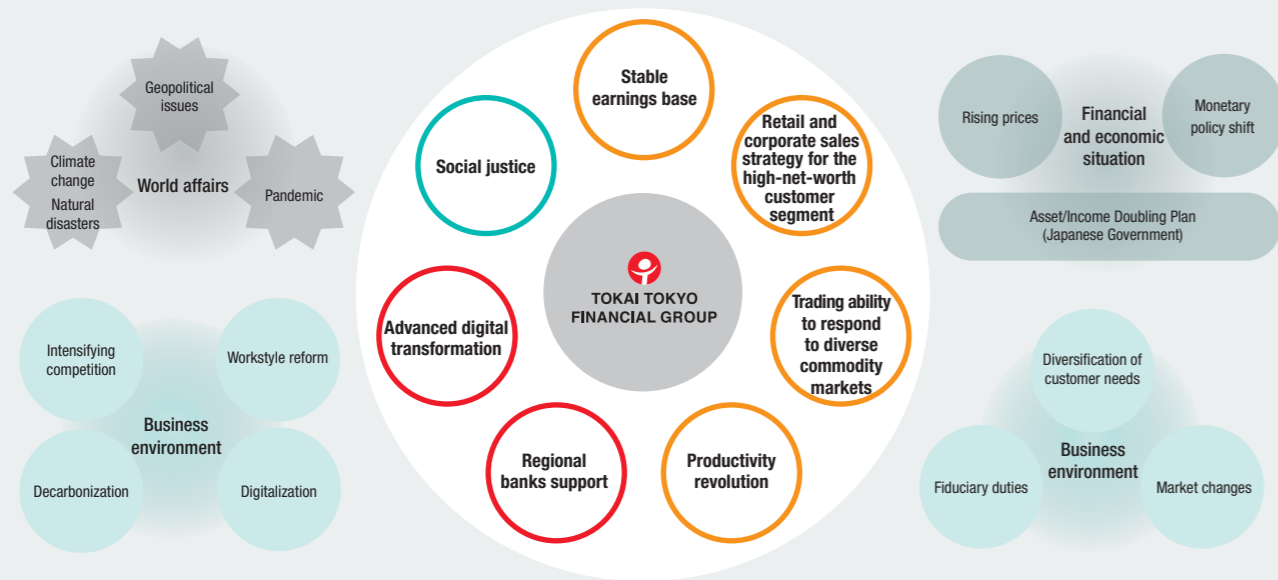 Geopolitical
issues
Climate
change
Natural
disasters
World affairs
Pandemic
Intensifying
competition
Workstyle reform
Business
environment
Decarbonization
Digitalization
Stable
earnings base
Social justice
Retail and
corporate sales
strategy for the
high-net-worth
customer
segment
TOKAI TOKYO
FINANCIAL GROUP
Advanced digital
transformation
Trading ability
to respond
to diverse
commodity
markets
Regional
banks support
Productivity
revolution
Rising prices
Financial
and economic
situation
Monetary
policy shift
Asset/Income Doubling Plan
(Japanese Government)
Diversification of
customer needs
Business
environment
Fiduciary duties
Market changes